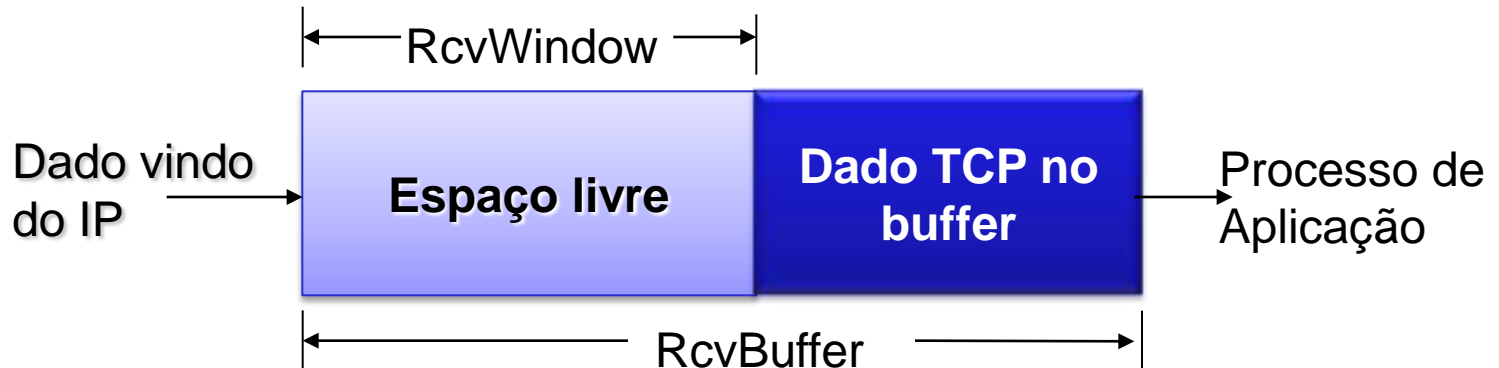 RcvWindow
Dado vindo
do IP
Espaço livre
Dado TCP no
buffer
Processo de
Aplicação
RcvBuffer